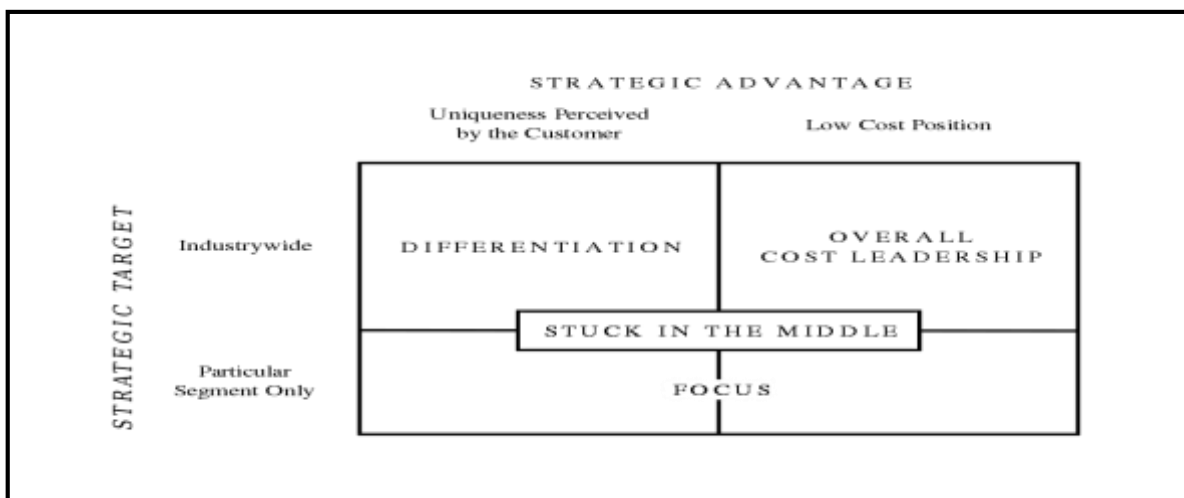 STRATEGIC ADVANTAGE
Uniqueness Perceived
by the Customer
Low Cost Position
STRATEGIC TARGET
Industrywide
DIFFERENTIATION
OVERALL
COST LEADERSHIP
STUCK IN THE MIDDLE
Particular
Segment Only
FOCUS